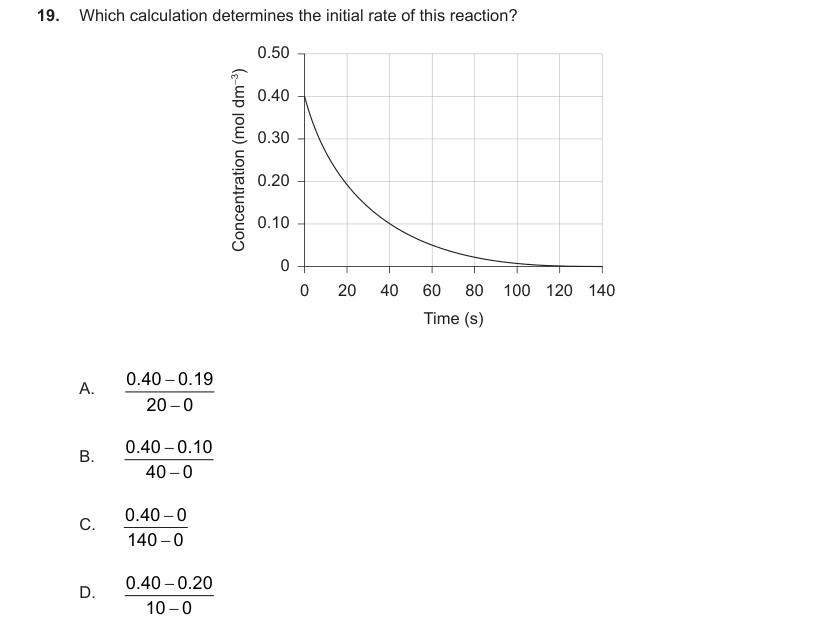 19. Which calculation determines the initial rate of this reaction?
0.50
0.40
0.30
0.20
0.10
0
Concentration (mol dm⁻³)
0 20 40 60 80 100 120 140
Time (s)
A. 0.40 – 0.19
20 – 0
B. 0.40 – 0.10
40 – 0
C. 0.40 – 0
140 – 0
D. 0.40 – 0.20
10 – 0